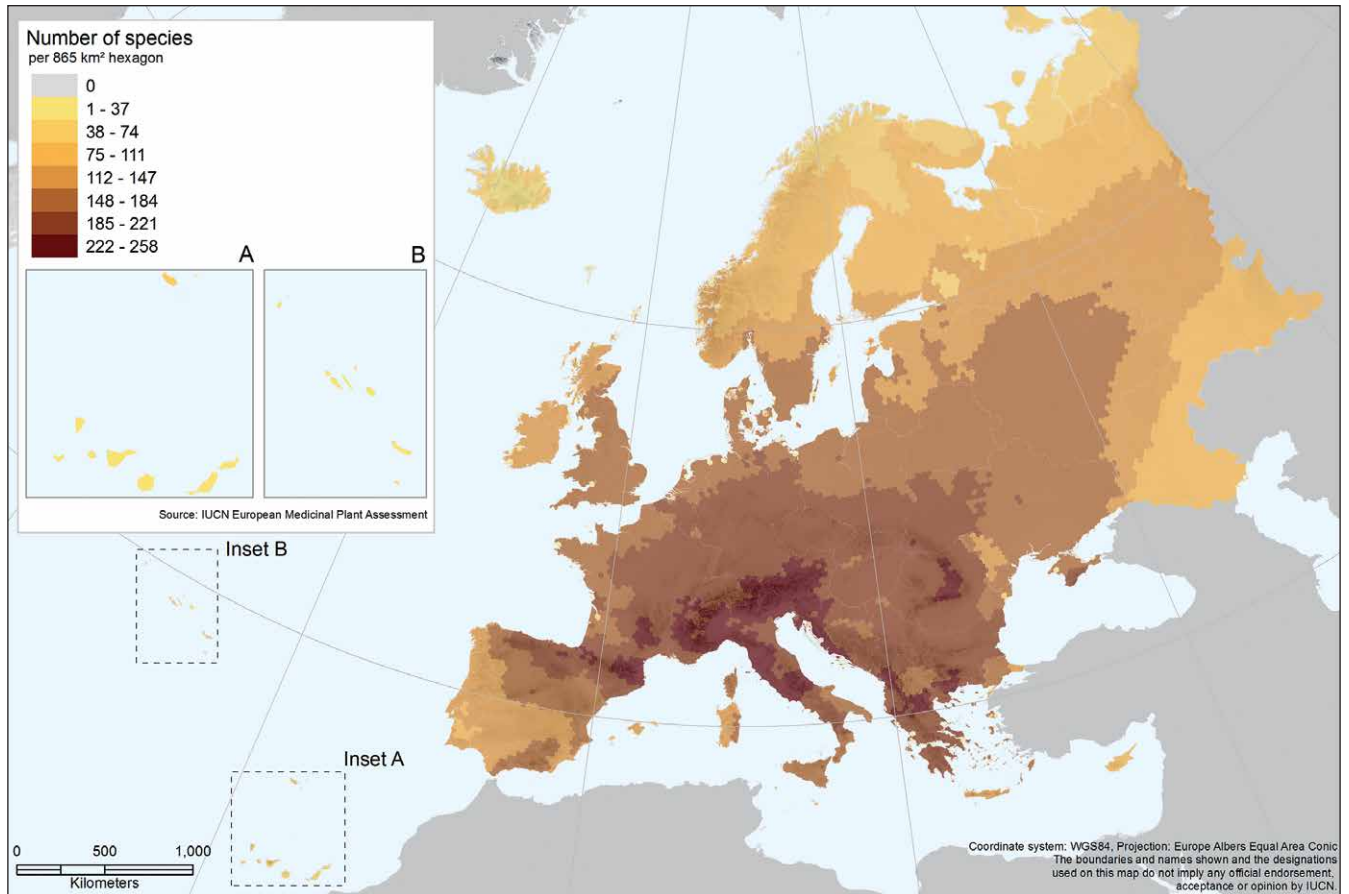 Number of species
per 865 km² hexagon
0
1 - 37
38 - 74
75 - 111
112 - 147
148 - 184
185 - 221
222 - 258
A
B
Source: IUCN European Medicinal Plant Assessment
Inset B
Inset A
0 500 1,000
Kilometers
Coordinate system: WGS84, Projection: Europe Albers Equal Area Conic
The boundaries and names shown and the designations
used on this map do not imply any official endorsement,
acceptance or opinion by IUCN.